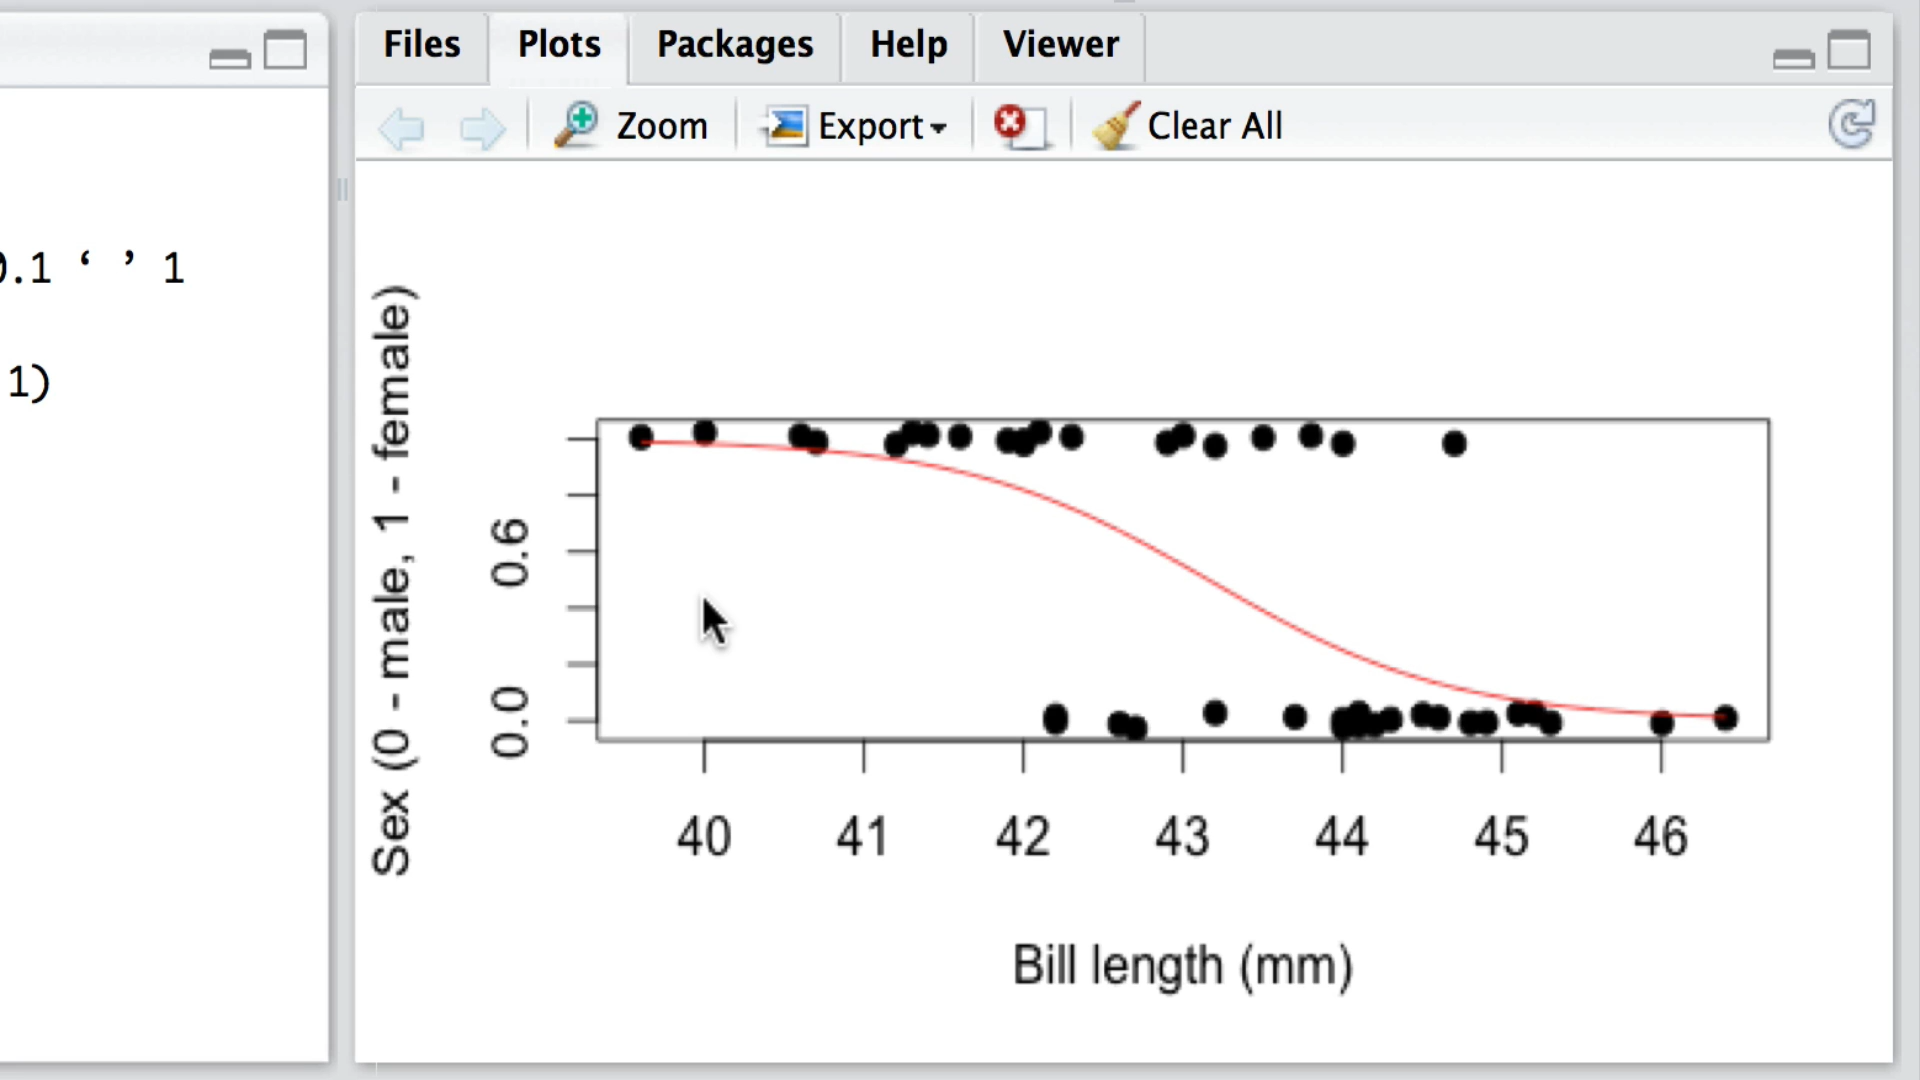 Files Plots Packages Help Viewer
Zoom Export Clear All
0.1 ‘ ’ 1
1)
Sex (0 - male, 1 - female)
0.6
0.0
40 41 42 43 44 45 46
Bill length (mm)